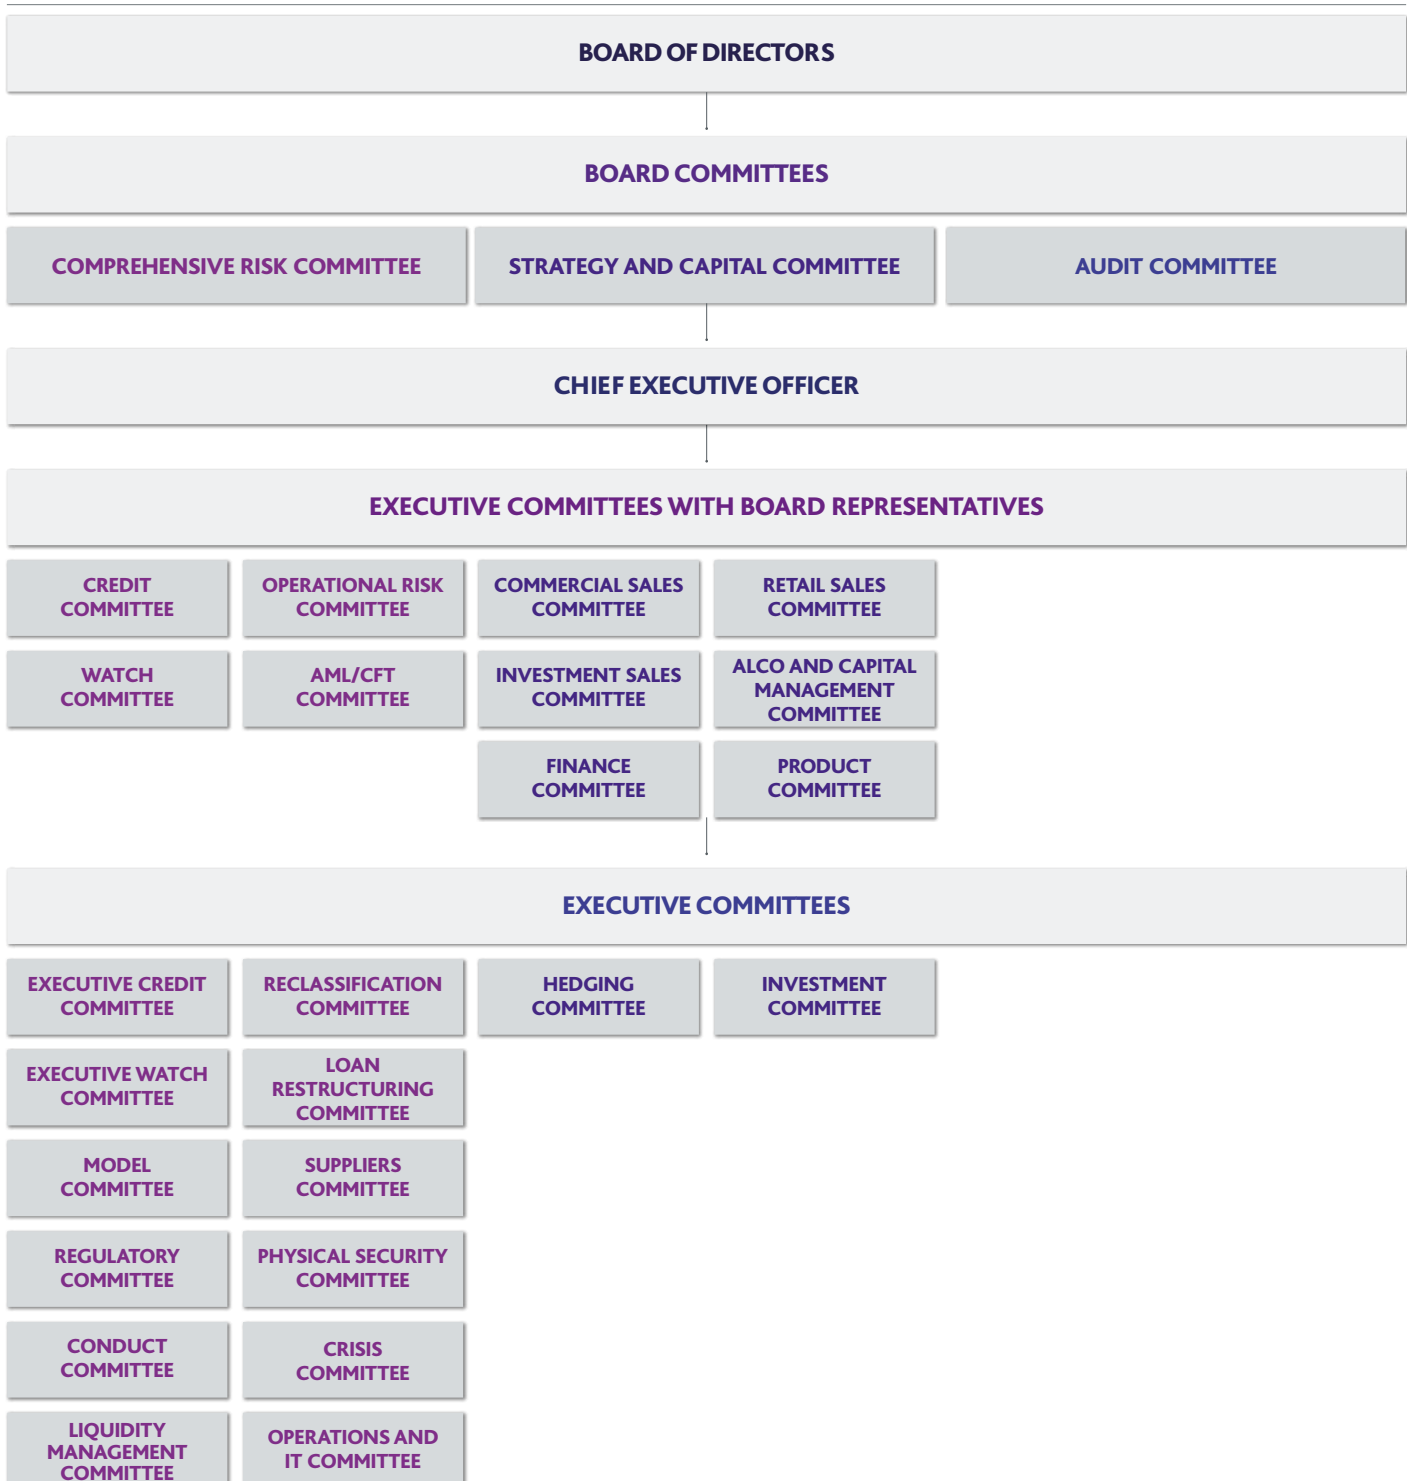 BOARD OF DIRECTORS
BOARD COMMITTEES
COMPREHENSIVE RISK COMMITTEE
STRATEGY AND CAPITAL COMMITTEE
AUDIT COMMITTEE
CHIEF EXECUTIVE OFFICER
EXECUTIVE COMMITTEES WITH BOARD REPRESENTATIVES
CREDIT
COMMITTEE
OPERATIONAL RISK
COMMITTEE
COMMERCIAL SALES
COMMITTEE
RETAIL SALES
COMMITTEE
WATCH
COMMITTEE
AML/CFT
COMMITTEE
INVESTMENT SALES
COMMITTEE
ALCO AND CAPITAL
MANAGEMENT
COMMITTEE
FINANCE
COMMITTEE
PRODUCT
COMMITTEE
EXECUTIVE COMMITTEES
EXECUTIVE CREDIT
COMMITTEE
RECLASSIFICATION
COMMITTEE
HEDGING
COMMITTEE
INVESTMENT
COMMITTEE
EXECUTIVE WATCH
COMMITTEE
LOAN
RESTRUCTURING
COMMITTEE
MODEL
COMMITTEE
SUPPLIERS
COMMITTEE
REGULATORY
COMMITTEE
PHYSICAL SECURITY
COMMITTEE
CONDUCT
COMMITTEE
CRISIS
COMMITTEE
LIQUIDITY
MANAGEMENT
COMMITTEE
OPERATIONS AND
IT COMMITTEE